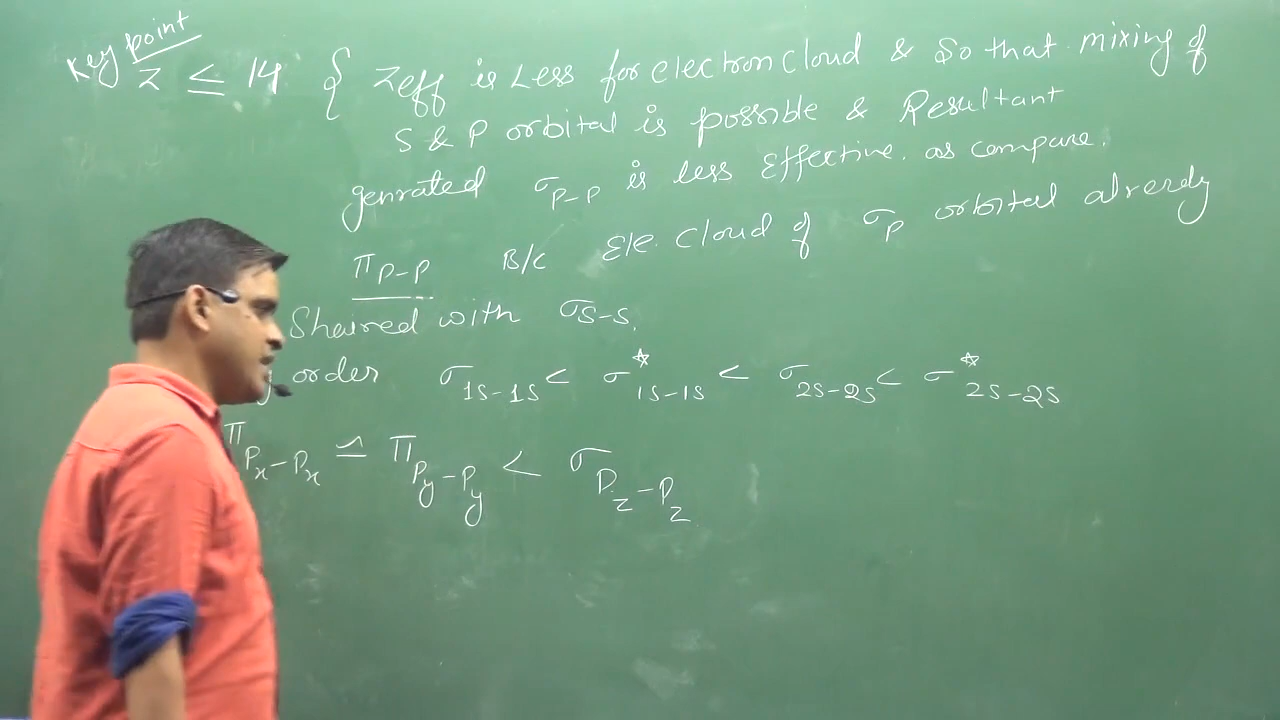 Key point
Z ≤ 14 { Zeff is Less for electron cloud & so that mixing of
S & P orbital is possible & Resultant
genrated σP-P is less effective. as compare.
πP-P B/c Ele. cloud of σP orbital already
Shaired with σS-S.
order σ1S-1S < σ*1S-1S < σ2S-2S < σ*2S-2S
πPx-Px ≃ πPy-Py < σPz-Pz